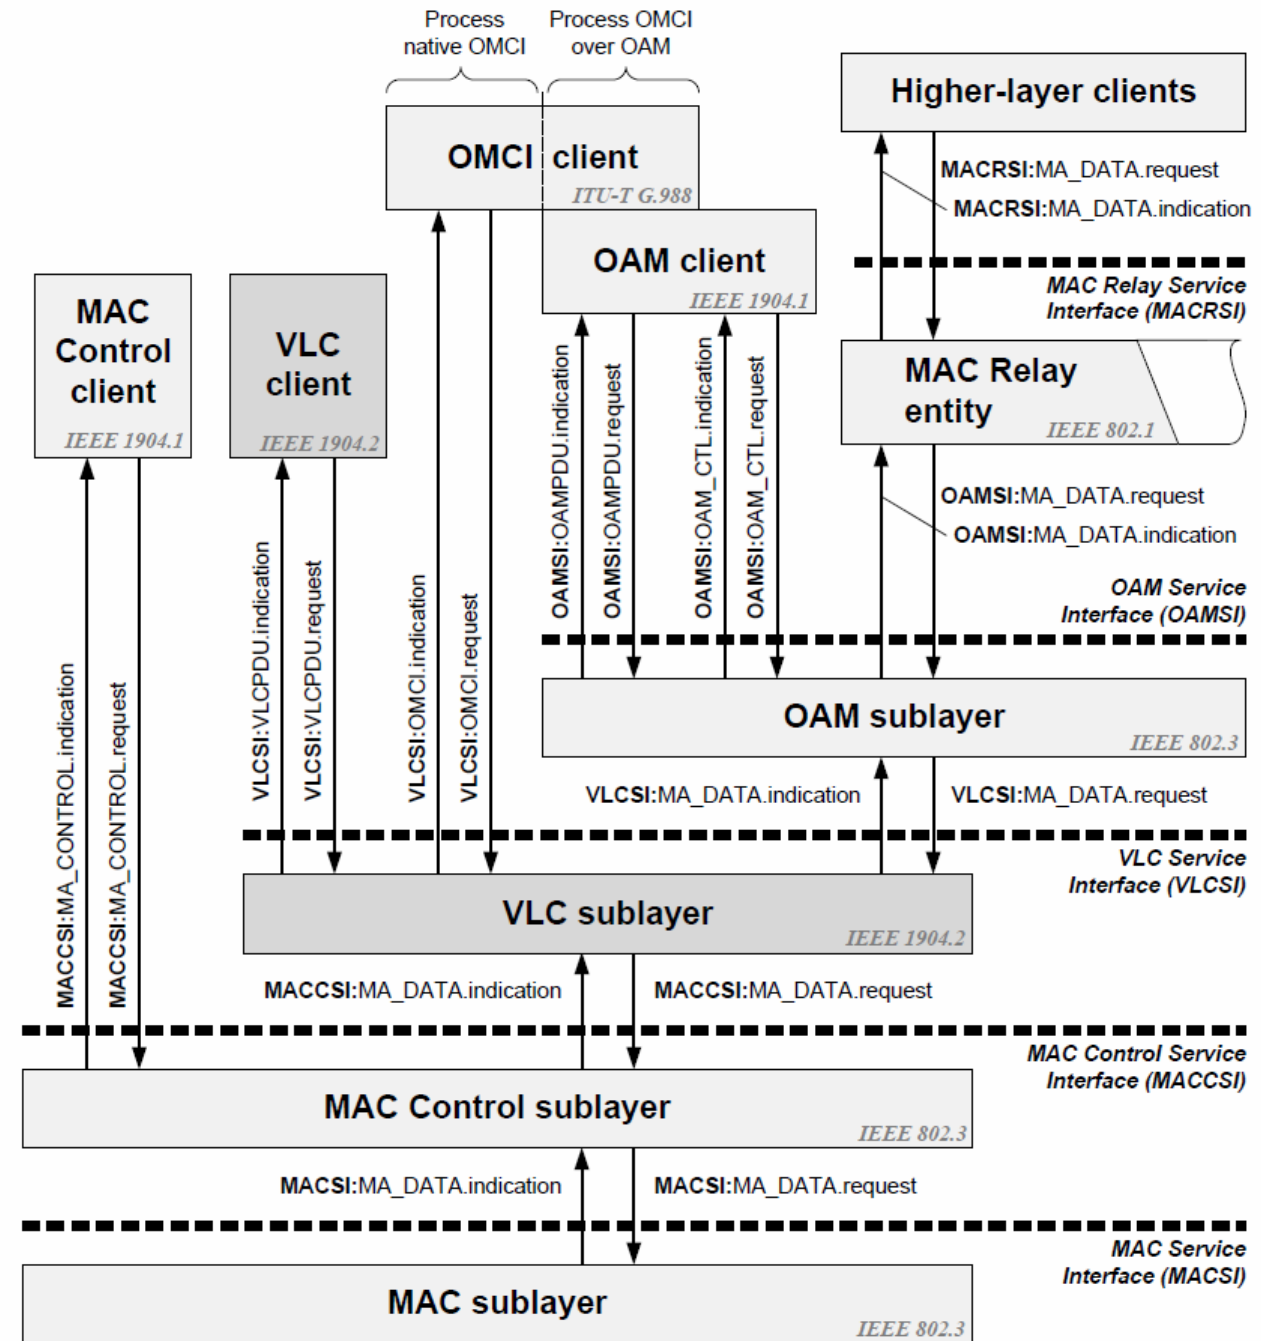 Process
native OMCI
Process OMCI
over OAM
Higher-layer clients
OMCI client
ITU-T G.988
MACRSI:MA_DATA.request
MACRSI:MA_DATA.indication
OAM client
IEEE 1904.1
MAC Relay Service
Interface (MACRSI)
MAC
Control
client
IEEE 1904.1
VLC
client
IEEE 1904.2
MAC Relay
entity
IEEE 802.1
OAMSI:OAMPDU.indication
OAMSI:OAMPDU.request
OAMSI:OAM_CTL.indication
OAMSI:OAM_CTL.request
OAMSI:MA_DATA.request
OAMSI:MA_DATA.indication
OAM Service
Interface (OAMSI)
MACCSI:MA_CONTROL.indication
MACCSI:MA_CONTROL.request
VLCSI:VLCPDU.indication
VLCSI:VLCPDU.request
VLCSI:OMCI.indication
VLCSI:OMCI.request
OAM sublayer
IEEE 802.3
VLCSI:MA_DATA.indication
VLCSI:MA_DATA.request
VLC Service
Interface (VLCSI)
VLC sublayer
IEEE 1904.2
MACCSI:MA_DATA.indication
MACCSI:MA_DATA.request
MAC Control Service
Interface (MACCSI)
MAC Control sublayer
IEEE 802.3
MACSI:MA_DATA.indication
MACSI:MA_DATA.request
MAC Service
Interface (MACSI)
MAC sublayer
IEEE 802.3